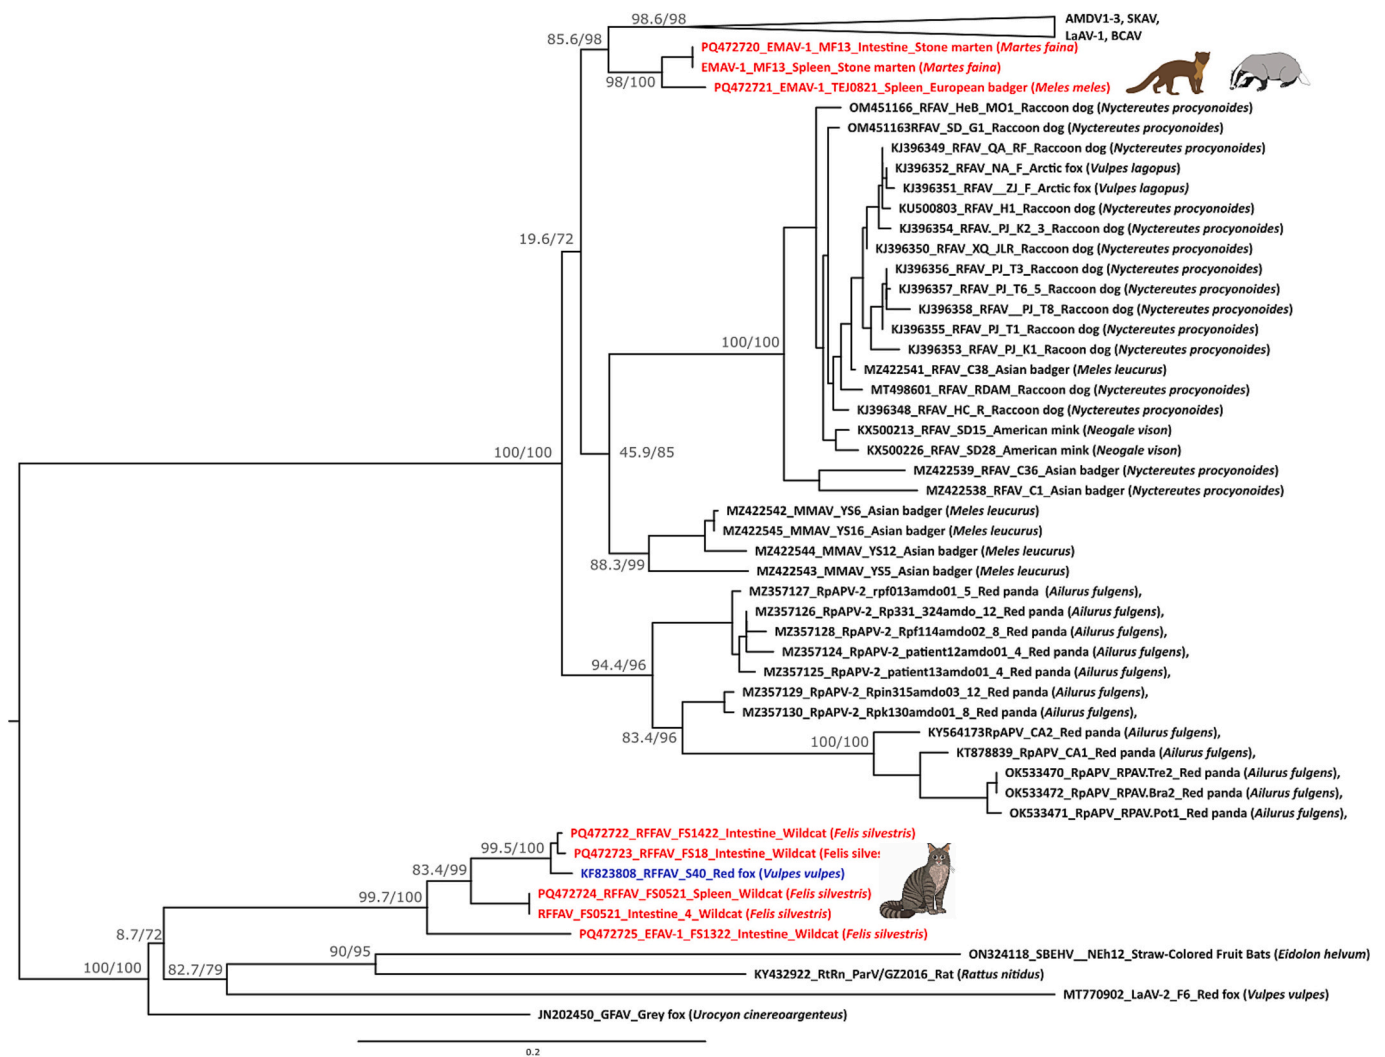 98.6/98
AMDV1-3, SKAV,
LaAV-1, BCAV
85.6/98
PQ472720_EMAV-1_MF13_Intestine_Stone marten (Martes faina)
EMAV-1_MF13_Spleen_Stone marten (Martes faina)
98/100
PQ472721_EMAV-1_TEJ0821_Spleen_European badger (Meles meles)
OM451166_RFAV_HeB_MO1_Raccoon dog (Nyctereutes procyonoides)
OM451163RFAV_SD_G1_Raccoon dog (Nyctereutes procyonoides)
KJ396349_RFAV_QA_RF_Raccoon dog (Nyctereutes procyonoides)
KJ396352_RFAV_NA_F_Arctic fox (Vulpes lagopus)
KJ396351_RFAV__ZJ_F_Arctic fox (Vulpes lagopus)
KU500803_RFAV_H1_Raccoon dog (Nyctereutes procyonoides)
KJ396354_RFAV._PJ_K2_3_Raccoon dog (Nyctereutes procyonoides)
19.6/72
KJ396350_RFAV_XQ_JLR_Raccoon dog (Nyctereutes procyonoides)
KJ396356_RFAV_PJ_T3_Raccoon dog (Nyctereutes procyonoides)
KJ396357_RFAV_PJ_T6_5_Raccoon dog (Nyctereutes procyonoides)
KJ396358_RFAV__PJ_T8_Raccoon dog (Nyctereutes procyonoides)
KJ396355_RFAV_PJ_T1_Raccoon dog (Nyctereutes procyonoides)
100/100
KJ396353_RFAV_PJ_K1_Racoon dog (Nyctereutes procyonoides)
MZ422541_RFAV_C38_Asian badger (Meles leucurus)
MT498601_RFAV_RDAM_Raccoon dog (Nyctereutes procyonoides)
KJ396348_RFAV_HC_R_Raccoon dog (Nyctereutes procyonoides)
KX500213_RFAV_SD15_American mink (Neogale vison)
100/100
45.9/85
KX500226_RFAV_SD28_American mink (Neogale vison)
MZ422539_RFAV_C36_Asian badger (Nyctereutes procyonoides)
MZ422538_RFAV_C1_Asian badger (Nyctereutes procyonoides)
MZ422542_MMAV_YS6_Asian badger (Meles leucurus)
MZ422545_MMAV_YS16_Asian badger (Meles leucurus)
MZ422544_MMAV_YS12_Asian badger (Meles leucurus)
88.3/99
MZ422543_MMAV_YS5_Asian badger (Meles leucurus)
MZ357127_RpAPV-2_rpf013amdo01_5_Red panda (Ailurus fulgens),
MZ357126_RpAPV-2_Rp331_324amdo_12_Red panda (Ailurus fulgens),
MZ357128_RpAPV-2_Rpf114amdo02_8_Red panda (Ailurus fulgens),
MZ357124_RpAPV-2_patient12amdo01_4_Red panda (Ailurus fulgens),
94.4/96
MZ357125_RpAPV-2_patient13amdo01_4_Red panda (Ailurus fulgens),
MZ357129_RpAPV-2_Rpin315amdo03_12_Red panda (Ailurus fulgens),
MZ357130_RpAPV-2_Rpk130amdo01_8_Red panda (Ailurus fulgens),
83.4/96
KY564173RpAPV_CA2_Red panda (Ailurus fulgens),
100/100
KT878839_RpAPV_CA1_Red panda (Ailurus fulgens),
OK533470_RpAPV_RPAV.Tre2_Red panda (Ailurus fulgens),
OK533472_RpAPV_RPAV.Bra2_Red panda (Ailurus fulgens),
OK533471_RpAPV_RPAV.Pot1_Red panda (Ailurus fulgens),
PQ472722_RFFAV_FS1422_Intestine_Wildcat (Felis silvestris)
99.5/100
PQ472723_RFFAV_FS18_Intestine_Wildcat (Felis silves
83.4/99
KF823808_RFFAV_S40_Red fox (Vulpes vulpes)
99.7/100
PQ472724_RFFAV_FS0521_Spleen_Wildcat (Felis silvestris)
RFFAV_FS0521_Intestine_4_Wildcat (Felis silvestris)
8.7/72
PQ472725_EFAV-1_FS1322_Intestine_Wildcat (Felis silvestris)
90/95
ON324118_SBEHV__NEh12_Straw-Colored Fruit Bats (Eidolon helvum)
100/100
82.7/79
KY432922_RtRn_ParV/GZ2016_Rat (Rattus nitidus)
MT770902_LaAV-2_F6_Red fox (Vulpes vulpes)
JN202450_GFAV_Grey fox (Urocyon cinereoargenteus)
0.2